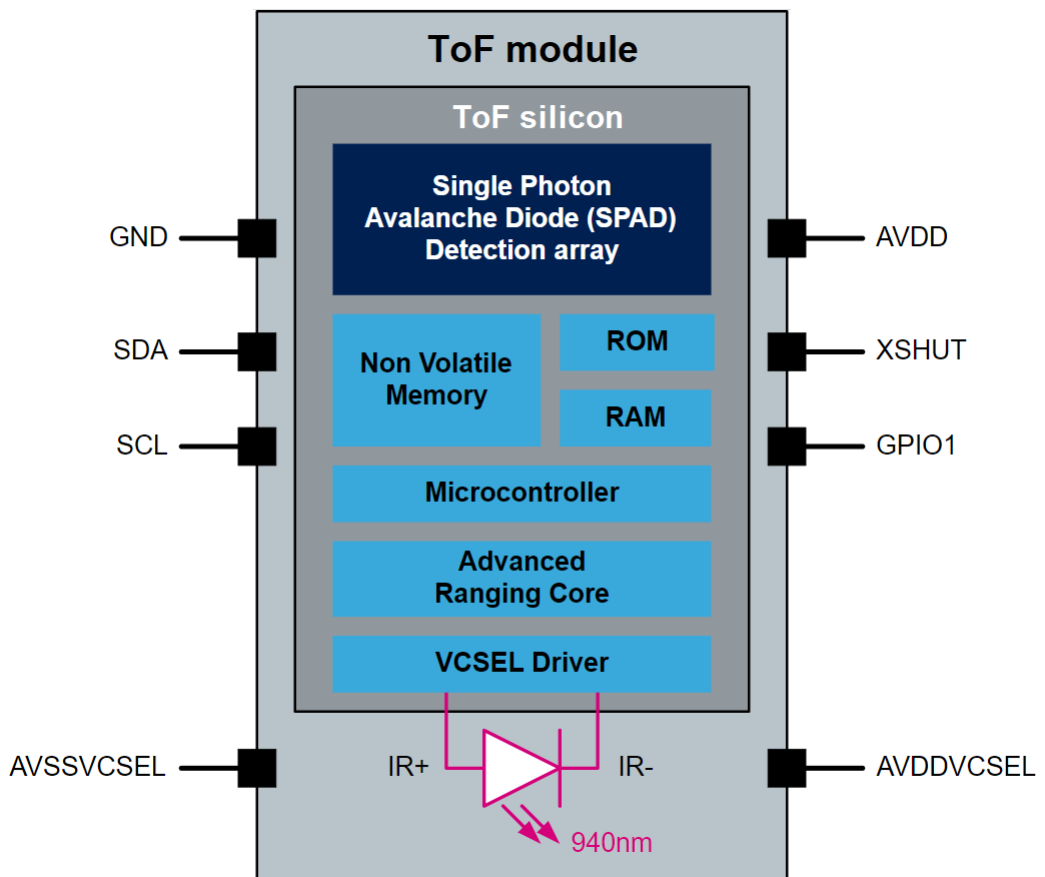 ToF module
ToF silicon
Single Photon
Avalanche Diode (SPAD)
Detection array
GND
AVDD
SDA
Non Volatile
Memory
ROM
XSHUT
RAM
SCL
GPIO1
Microcontroller
Advanced
Ranging Core
VCSEL Driver
AVSSVCSEL
IR+
IR-
AVDDVCSEL
940nm